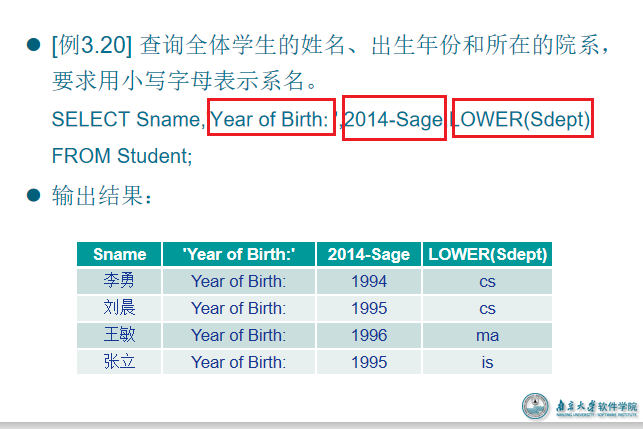 [例3.20] 查询全体学生的姓名、出生年份和所在的院系，
要求用小写字母表示系名。
SELECT Sname, Year of Birth: ',2014-Sage LOWER(Sdept)
FROM Student;
输出结果：
Sname 'Year of Birth:' 2014-Sage LOWER(Sdept)
李勇 Year of Birth: 1994 cs
刘晨 Year of Birth: 1995 cs
王敏 Year of Birth: 1996 ma
张立 Year of Birth: 1995 is
南京大学软件学院
NANJING UNIVERSITY SOFTWARE INSTITUTE